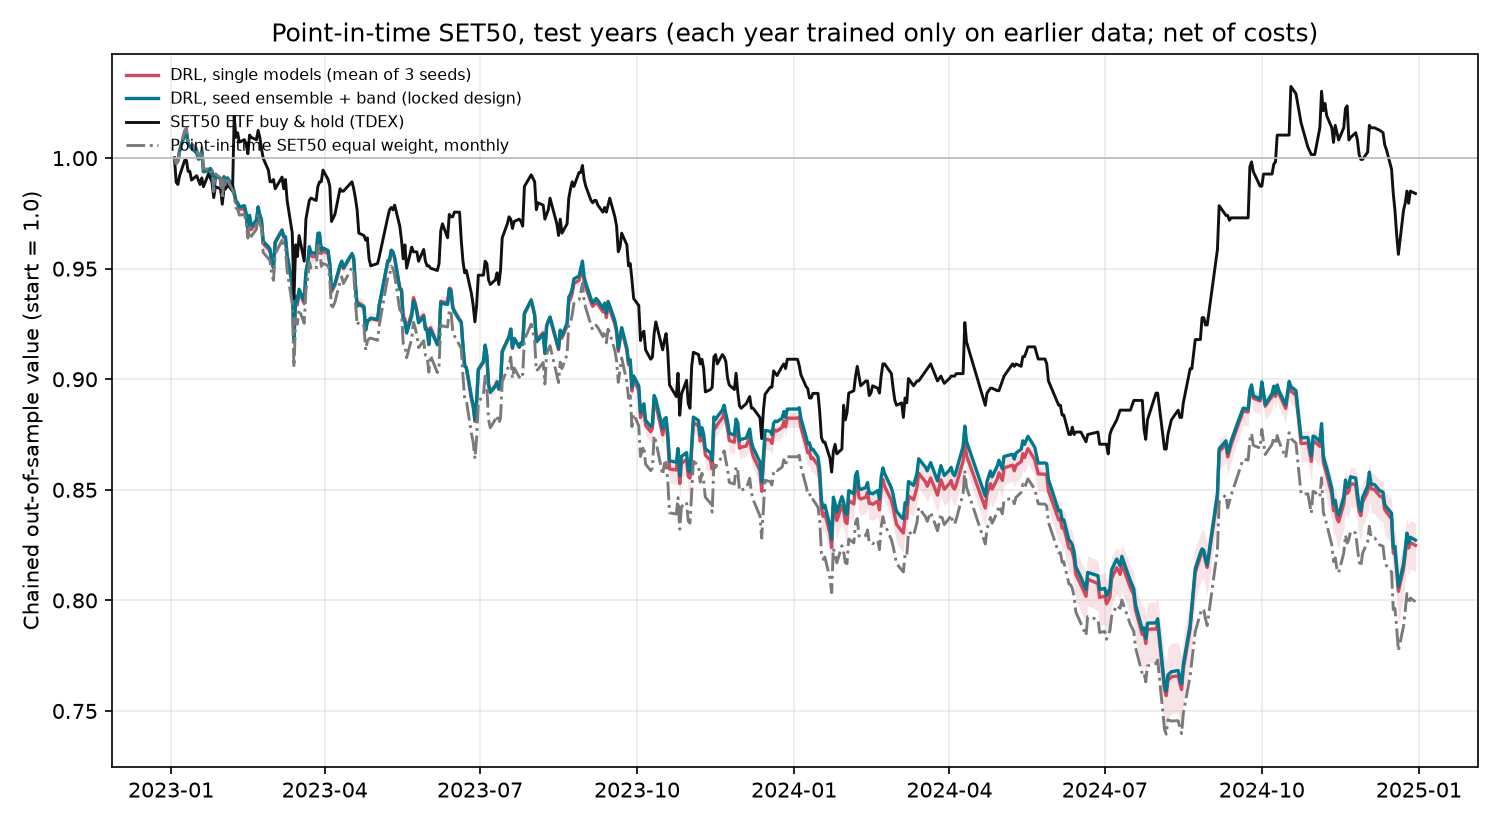 Point-in-time SET50, test years (each year trained only on earlier data; net of costs)
DRL, single models (mean of 3 seeds)
DRL, seed ensemble + band (locked design)
SET50 ETF buy & hold (TDEX)
Point-in-time SET50 equal weight, monthly
Chained out-of-sample value (start = 1.0)
1.00
0.95
0.90
0.85
0.80
0.75
2023-01
2023-04
2023-07
2023-10
2024-01
2024-04
2024-07
2024-10
2025-01